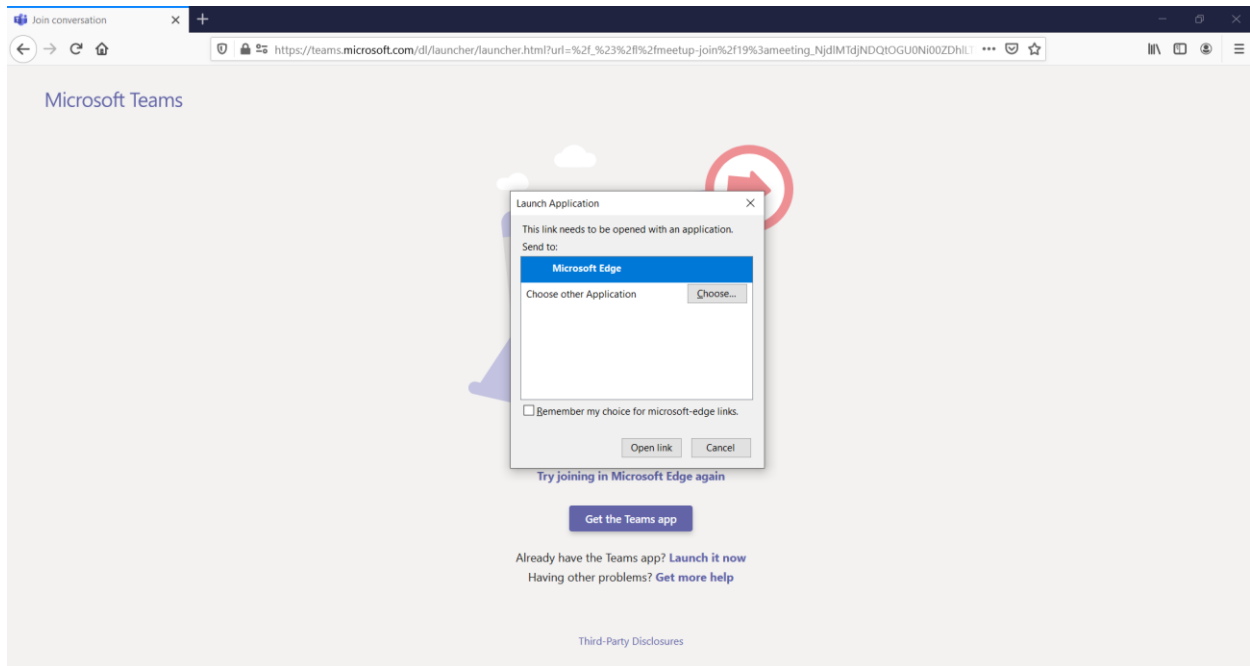 Join conversation
https://teams.microsoft.com/dl/launcher/launcher.html?url=%2f_%23%2fl%2fmeetup-join%2f19%3ameeting_NjdlMTdjNDQtOGU0Ni00ZDhlLT
Microsoft Teams
Launch Application
This link needs to be opened with an application.
Send to:
Microsoft Edge
Choose other Application
Choose...
Remember my choice for microsoft-edge links.
Open link
Cancel
Try joining in Microsoft Edge again
Get the Teams app
Already have the Teams app? Launch it now
Having other problems? Get more help
Third-Party Disclosures